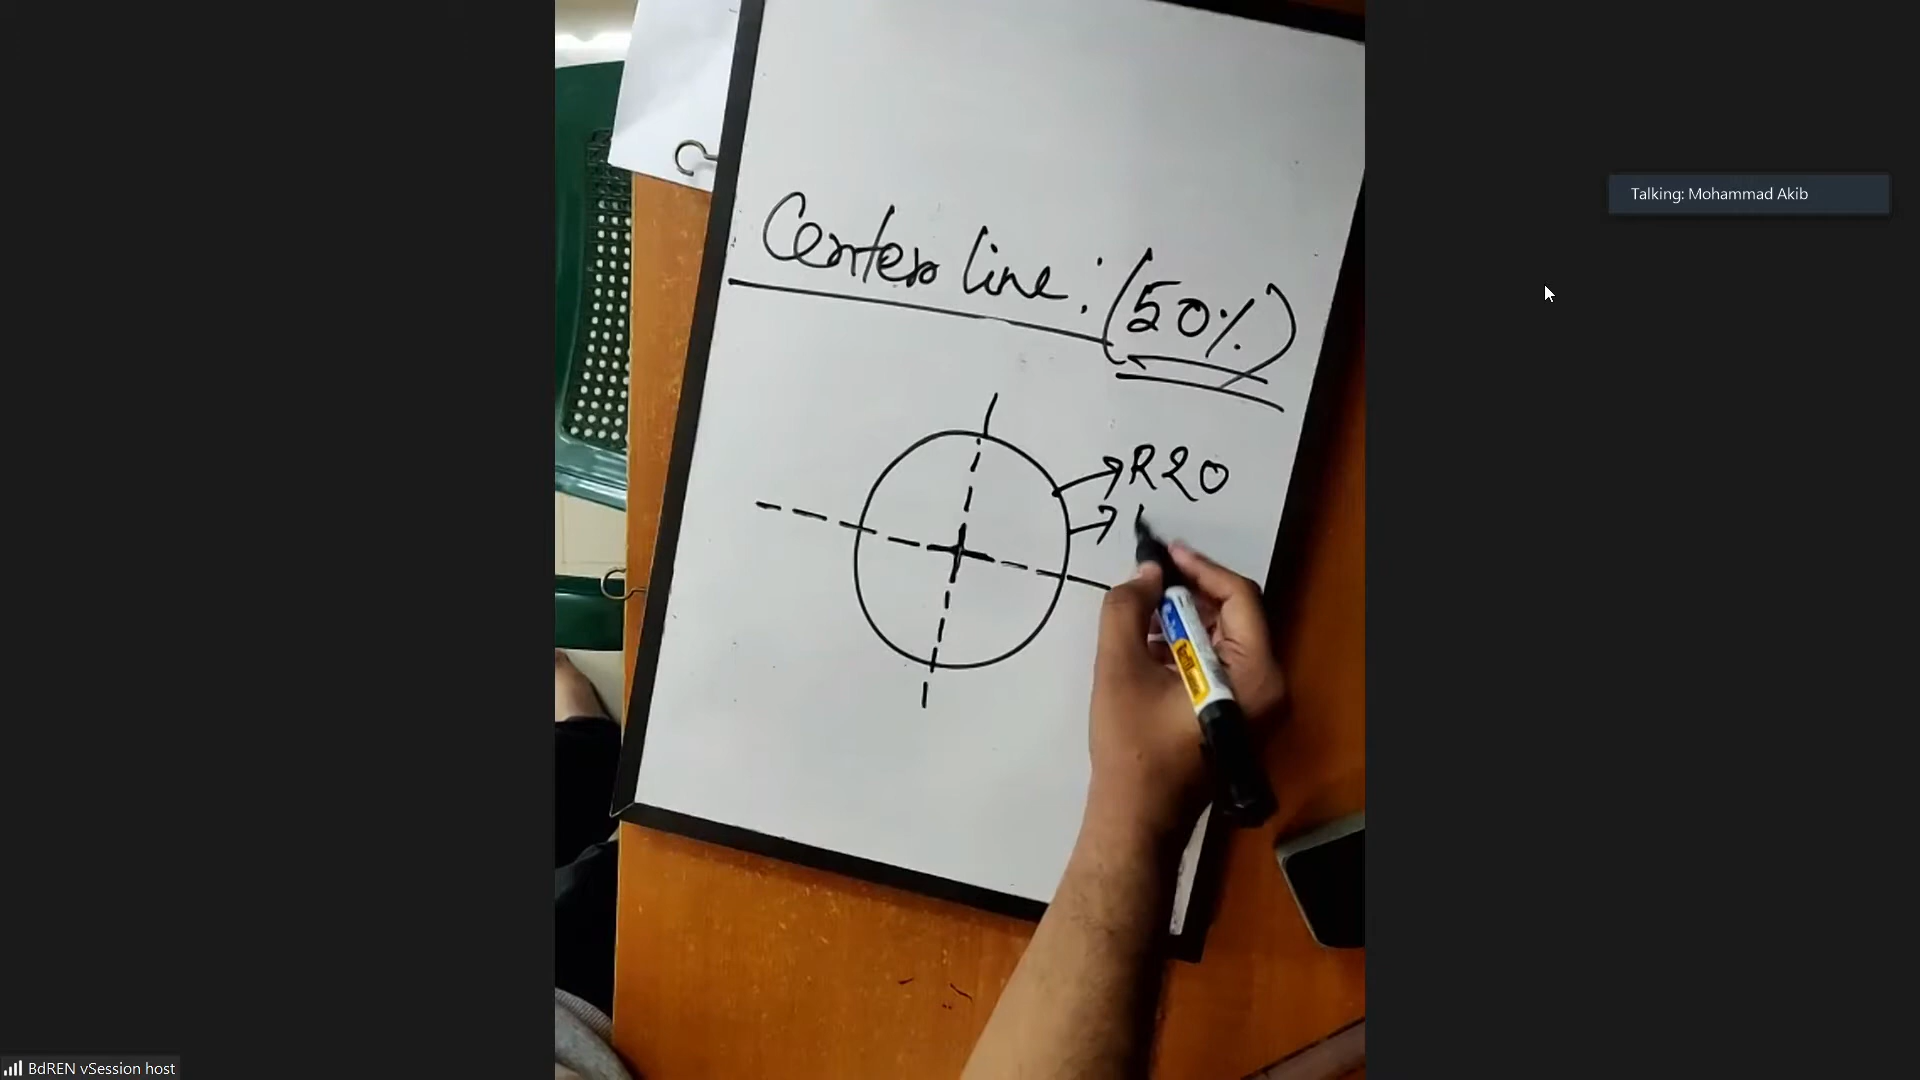 Center line: (50%)
R20
Talking: Mohammad Akib
BdREN vSession host